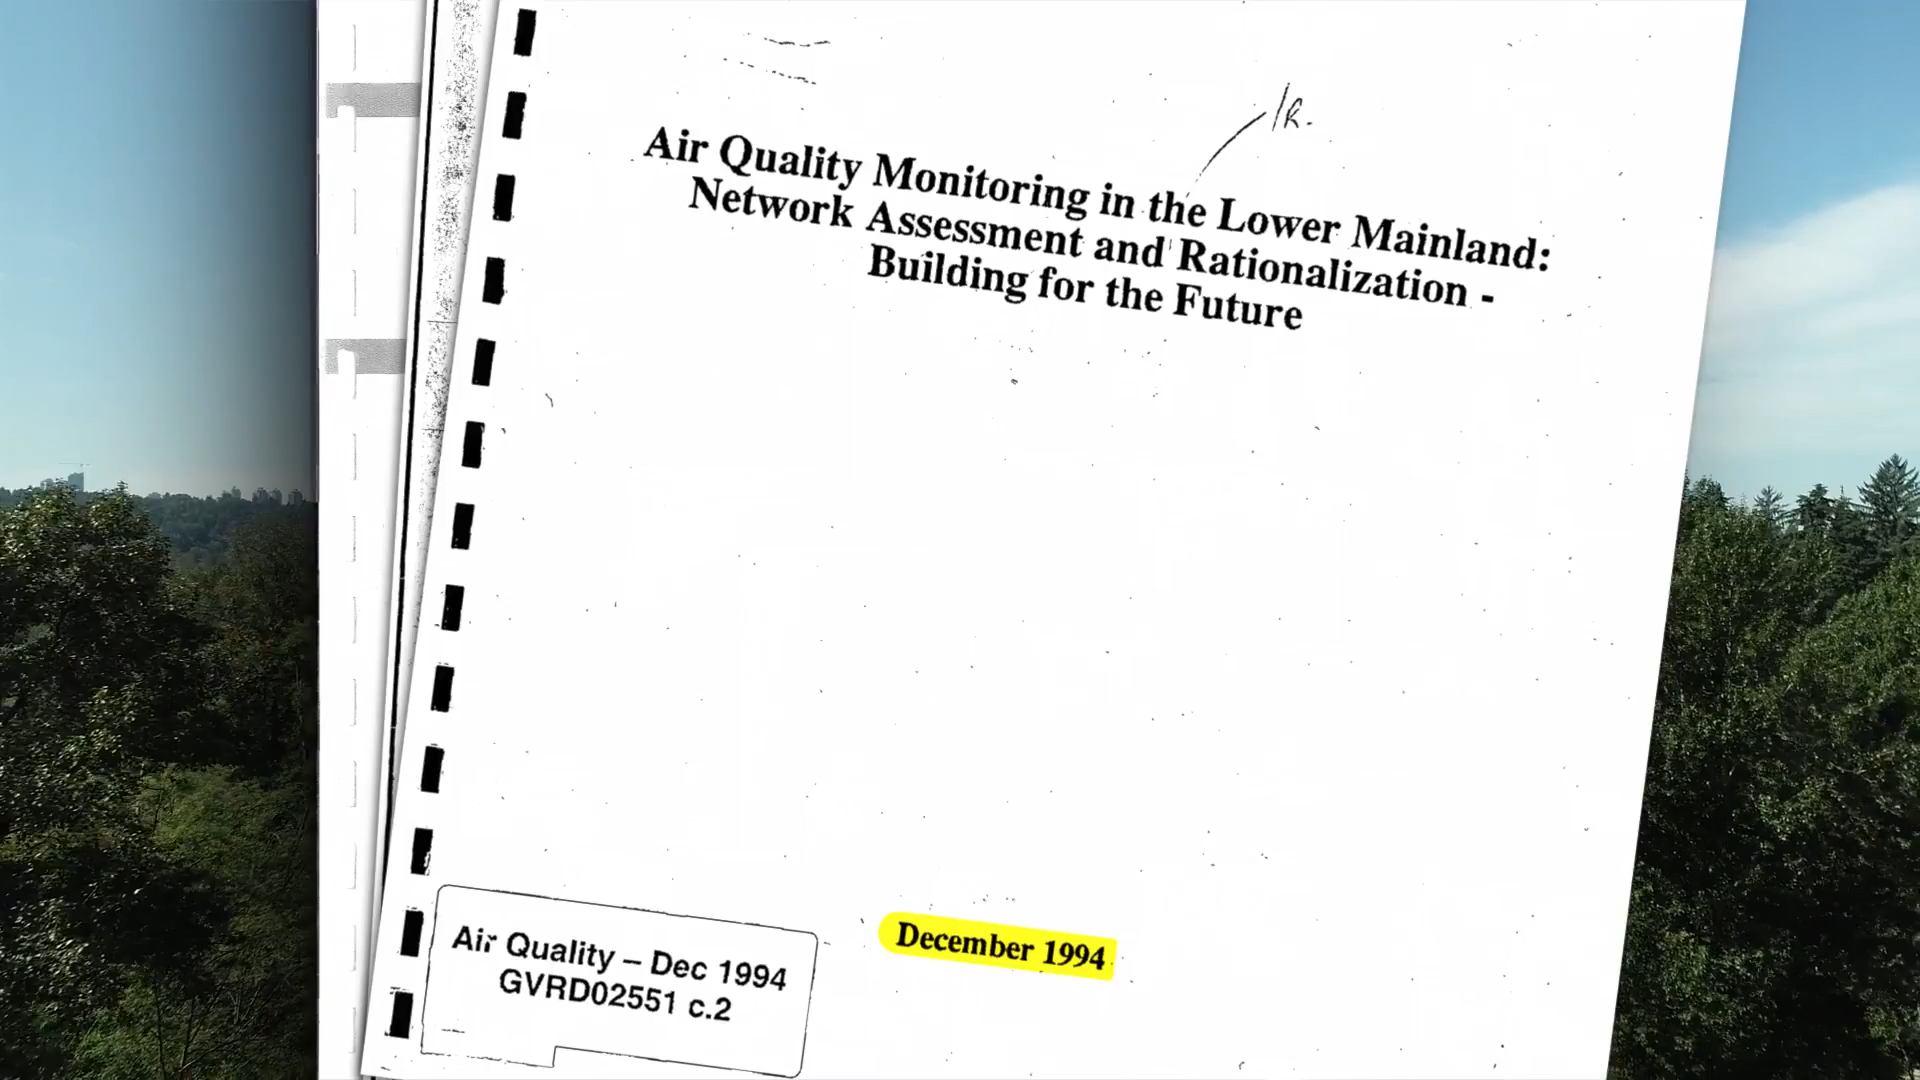 Air Quality Monitoring in the Lower Mainland:
Network Assessment and Rationalization -
Building for the Future
Air Quality – Dec 1994
GVRD02551 c.2
December 1994